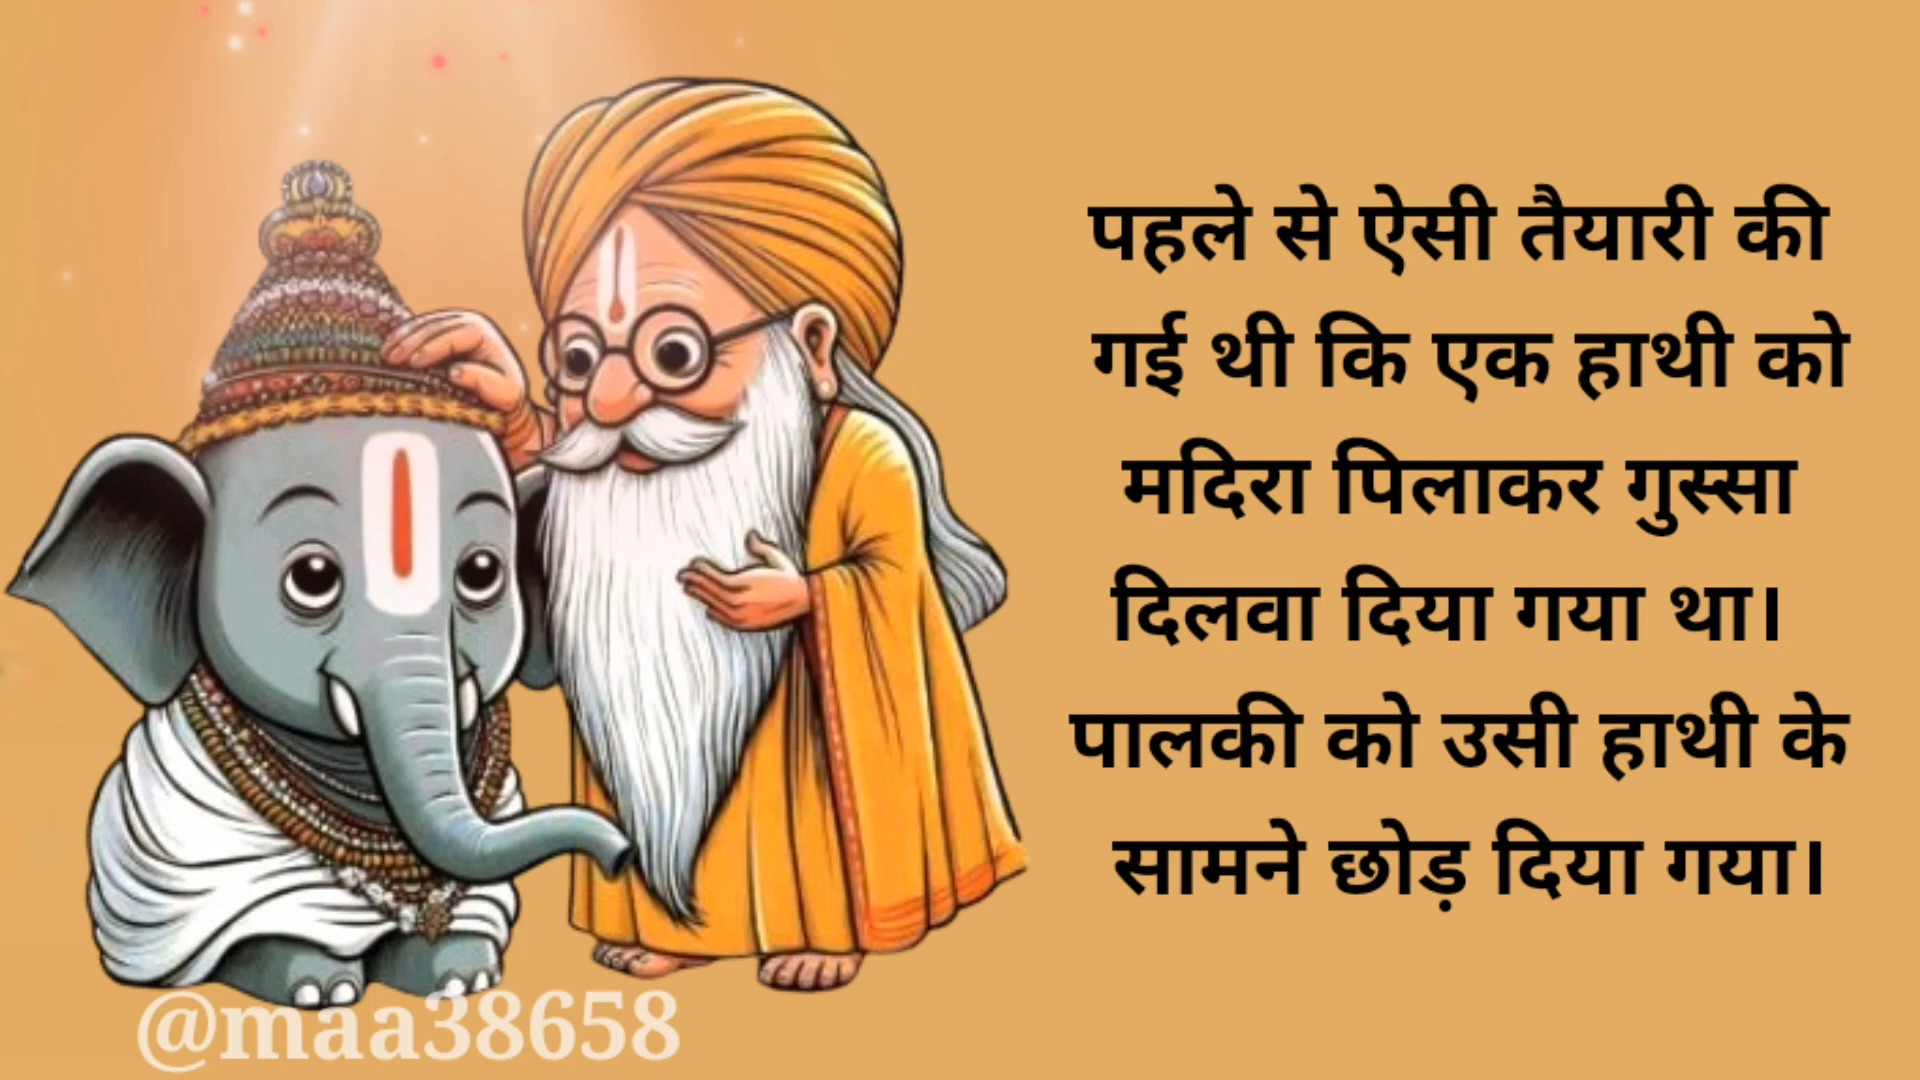 पहले से ऐसी तैयारी की
गई थी कि एक हाथी को
मदिरा पिलाकर गुस्सा
दिलवा दिया गया था।
पालकी को उसी हाथी के
सामने छोड़ दिया गया।
@maa38658